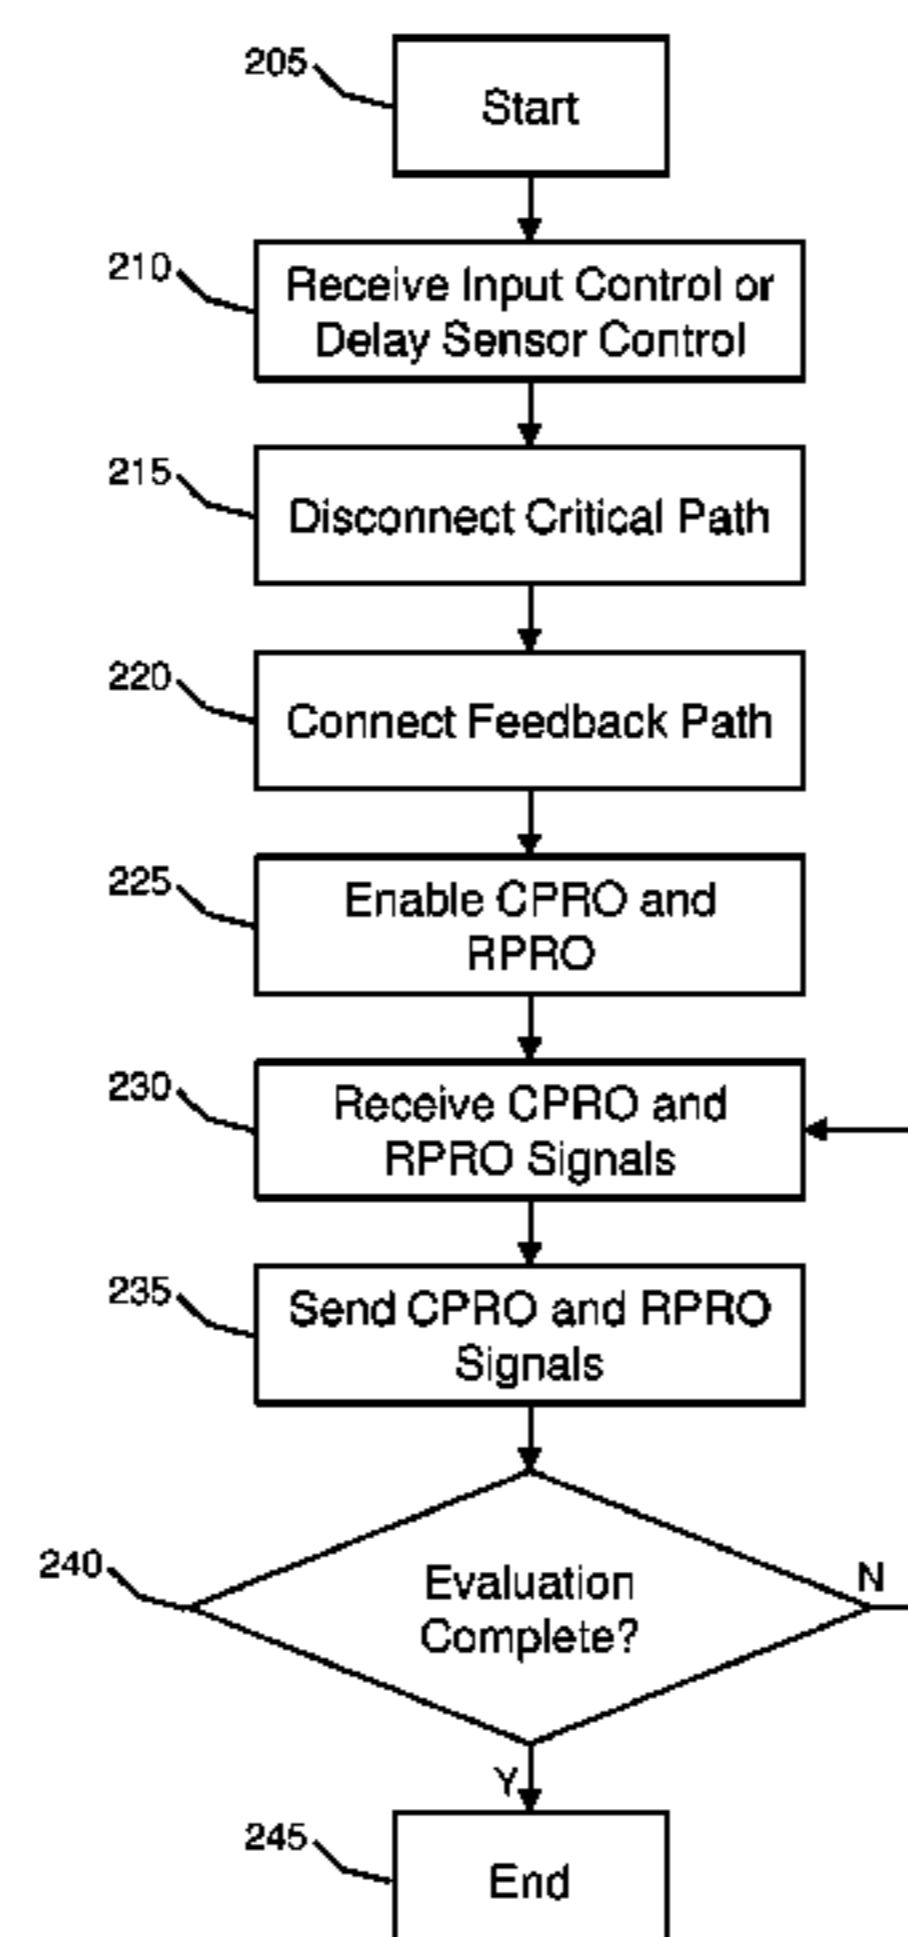 205
Start
210
Receive Input Control or
Delay Sensor Control
215
Disconnect Critical Path
220
Connect Feedback Path
225
Enable CPRO and
RPRO
230
Receive CPRO and
RPRO Signals
235
Send CPRO and RPRO
Signals
240
Evaluation
Complete?
N
Y
245
End